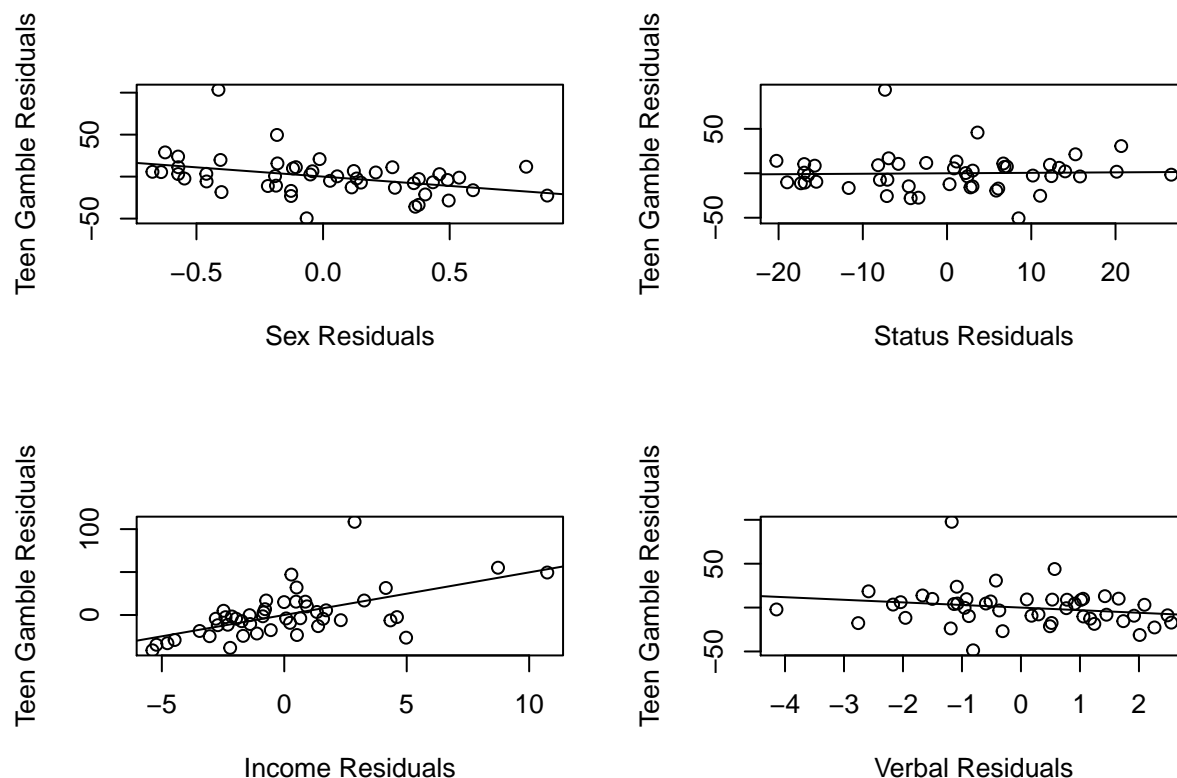 Teen Gamble Residuals
50
−50
−0.5 0.0 0.5
Sex Residuals
Teen Gamble Residuals
50
−50
−20 −10 0 10 20
Status Residuals
Teen Gamble Residuals
100
0
−5 0 5 10
Income Residuals
Teen Gamble Residuals
50
−50
−4 −3 −2 −1 0 1 2
Verbal Residuals